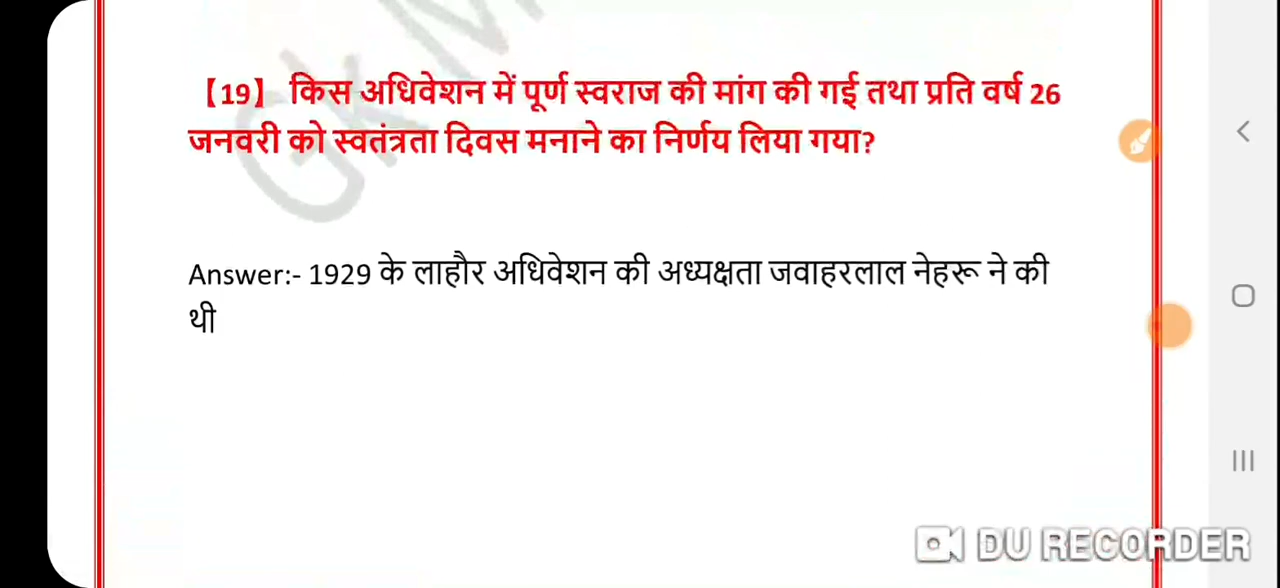 【19】 किस अधिवेशन में पूर्ण स्वराज की मांग की गई तथा प्रति वर्ष 26
जनवरी को स्वतंत्रता दिवस मनाने का निर्णय लिया गया?
Answer:- 1929 के लाहौर अधिवेशन की अध्यक्षता जवाहरलाल नेहरू ने की
थी
DU RECORDER